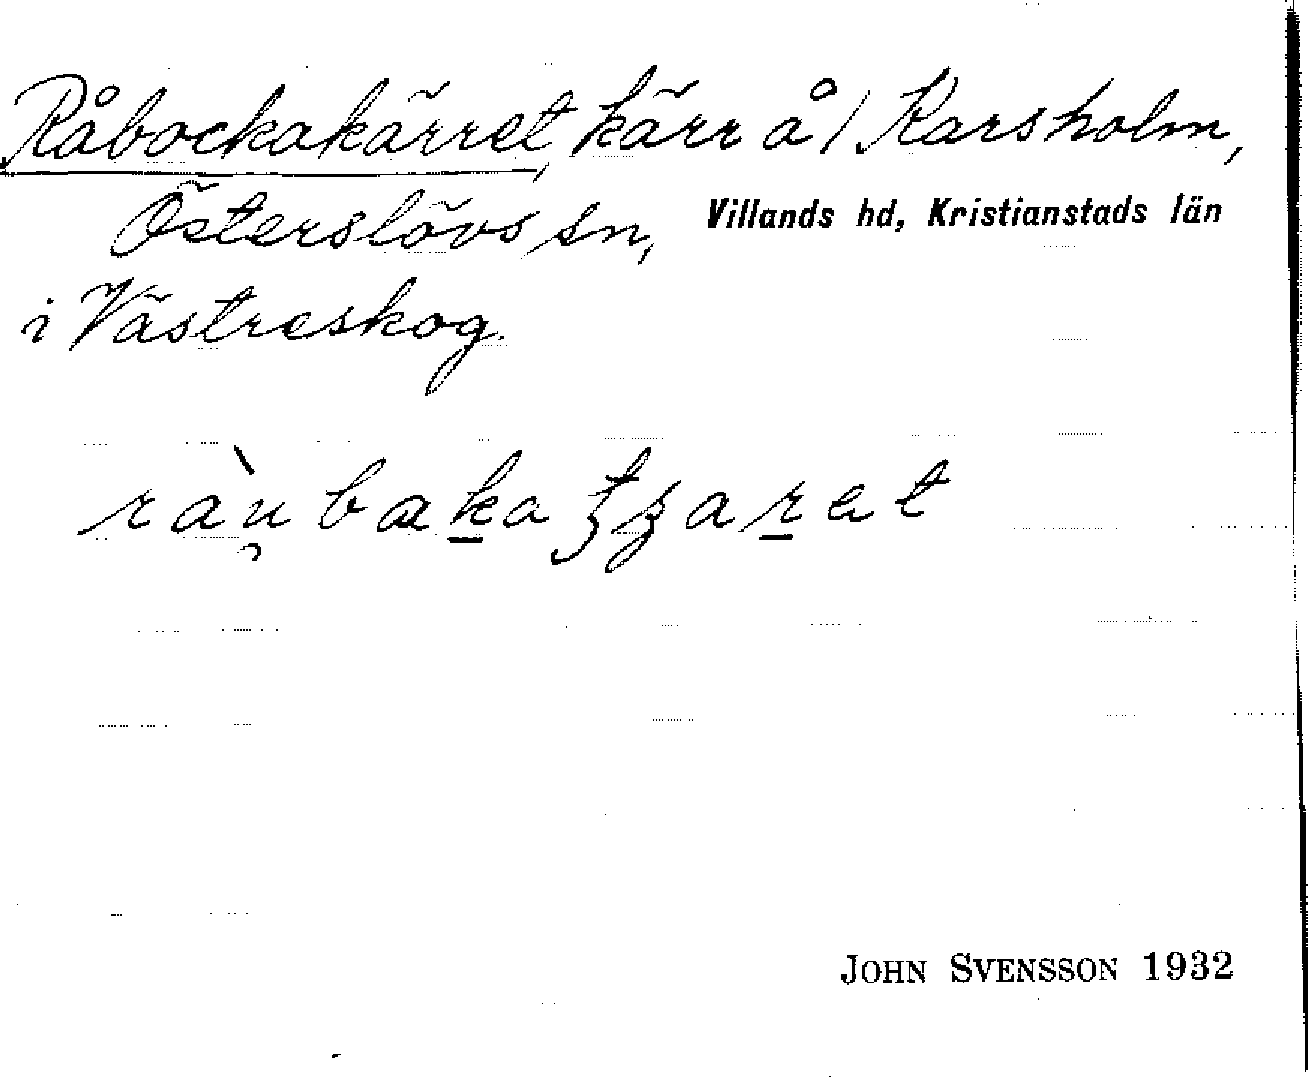 Råbockakärret, kärr å / Karsholm,
Österslövs sn, Villands hd, Kristianstads län
i Västreskog.
JOHN SVENSSON 1932